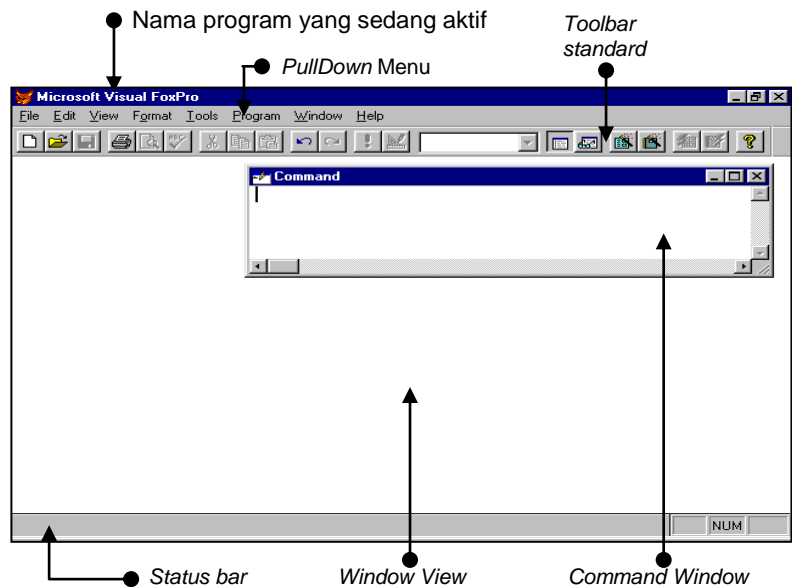 Nama program yang sedang aktif
Toolbar
standard
PullDown Menu
Microsoft Visual FoxPro
File Edit View Format Tools Program Window Help
Command
NUM
Status bar
Window View
Command Window